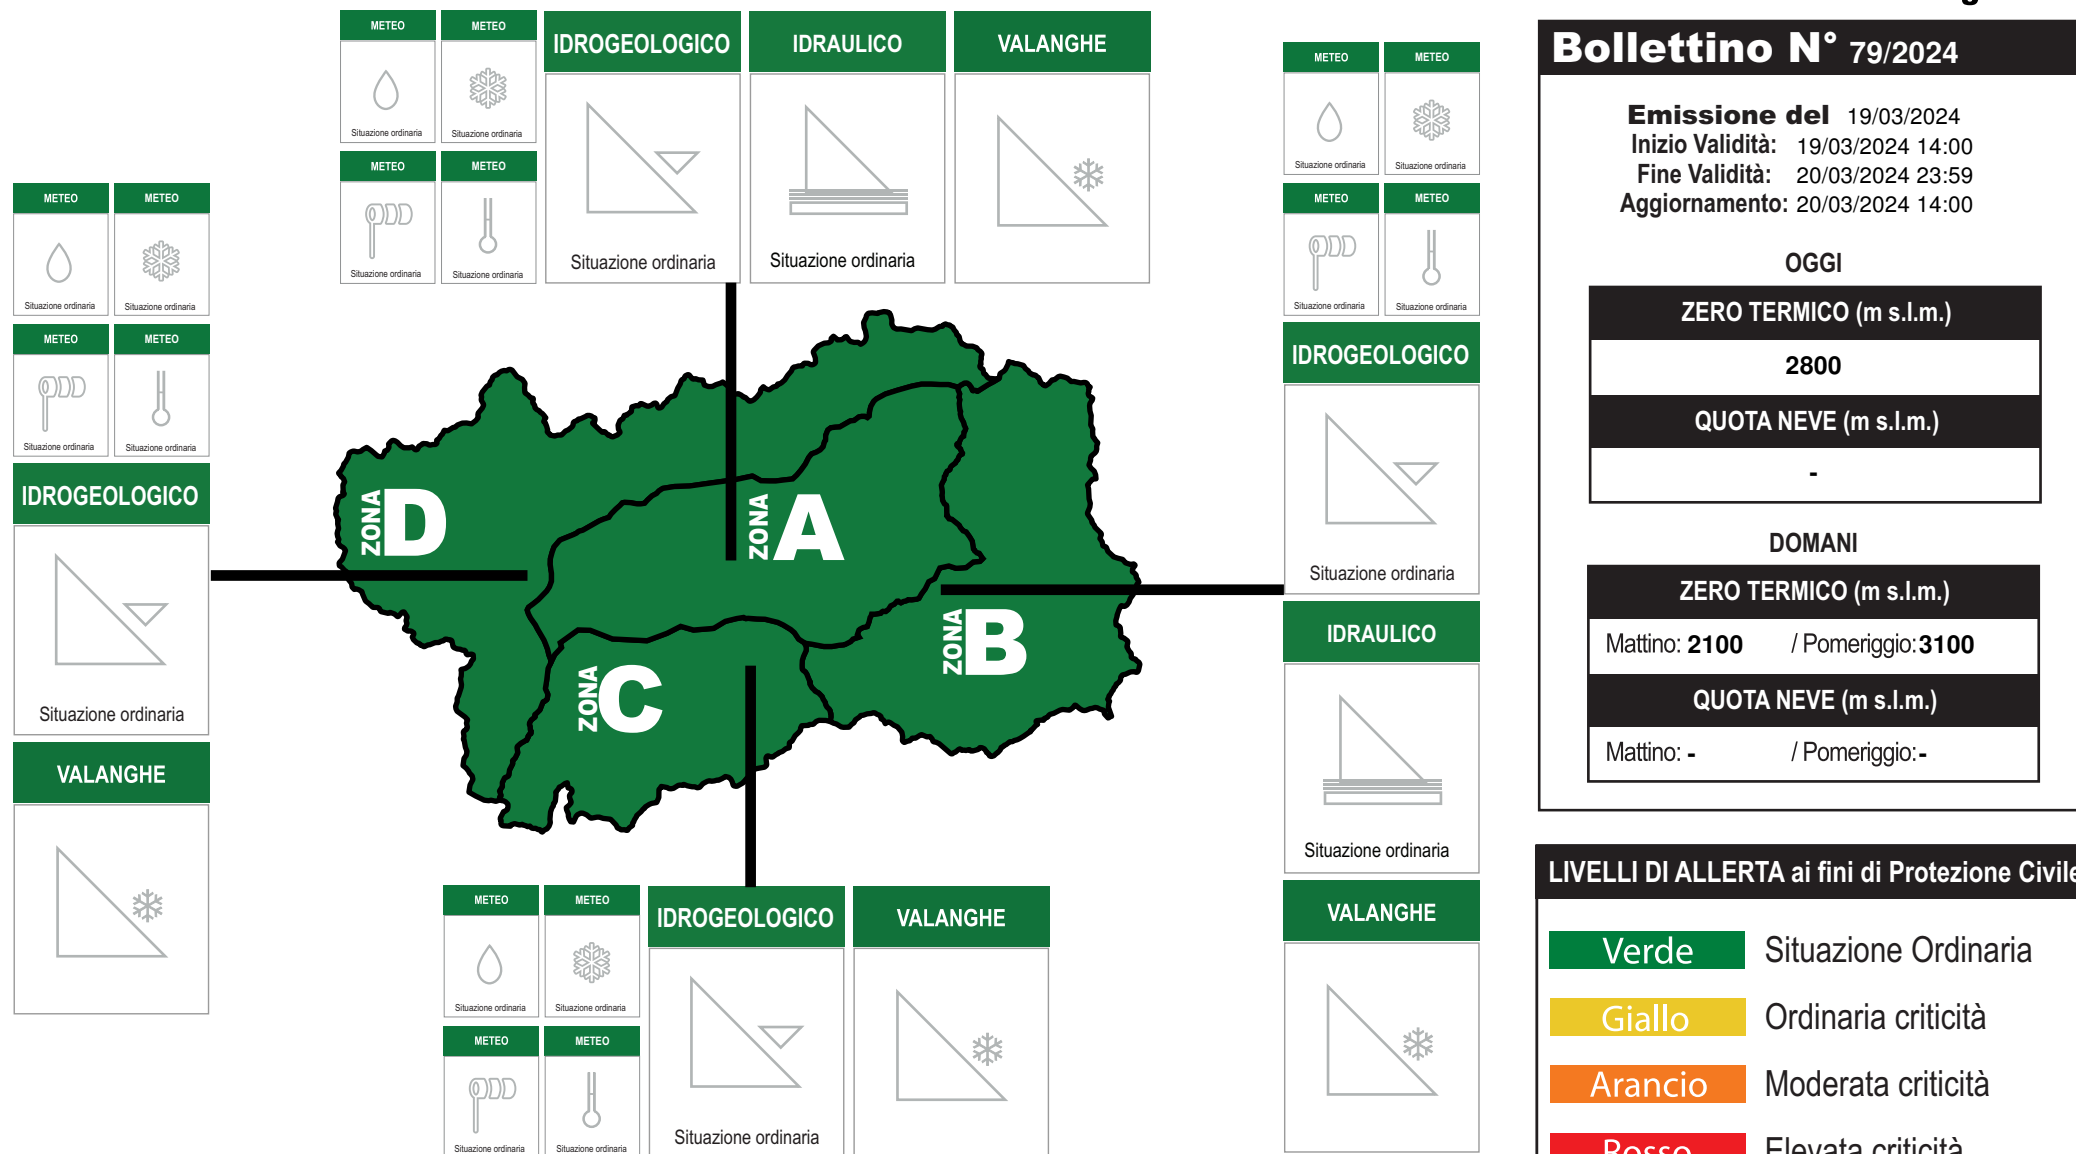 METEO
METEO
Situazione ordinaria
Situazione ordinaria
METEO
METEO
Situazione ordinaria
Situazione ordinaria
IDROGEOLOGICO
Situazione ordinaria
IDRAULICO
Situazione ordinaria
VALANGHE
METEO
METEO
Situazione ordinaria
Situazione ordinaria
METEO
METEO
Situazione ordinaria
Situazione ordinaria
IDROGEOLOGICO
Situazione ordinaria
VALANGHE
ZONA D
ZONA A
ZONA B
ZONA C
METEO
METEO
Situazione ordinaria
Situazione ordinaria
METEO
METEO
Situazione ordinaria
Situazione ordinaria
IDROGEOLOGICO
Situazione ordinaria
IDRAULICO
Situazione ordinaria
VALANGHE
METEO
METEO
Situazione ordinaria
Situazione ordinaria
METEO
METEO
Situazione ordinaria
Situazione ordinaria
IDROGEOLOGICO
Situazione ordinaria
VALANGHE
Bollettino N° 79/2024
Emissione del 19/03/2024
Inizio Validità: 19/03/2024 14:00
Fine Validità: 20/03/2024 23:59
Aggiornamento: 20/03/2024 14:00
OGGI
ZERO TERMICO (m s.l.m.)
2800
QUOTA NEVE (m s.l.m.)
-
DOMANI
ZERO TERMICO (m s.l.m.)
Mattino: 2100 / Pomeriggio: 3100
QUOTA NEVE (m s.l.m.)
Mattino: - / Pomeriggio: -
LIVELLI DI ALLERTA ai fini di Protezione Civile
Verde Situazione Ordinaria
Giallo Ordinaria criticità
Arancio Moderata criticità
Rosso Elevata criticità